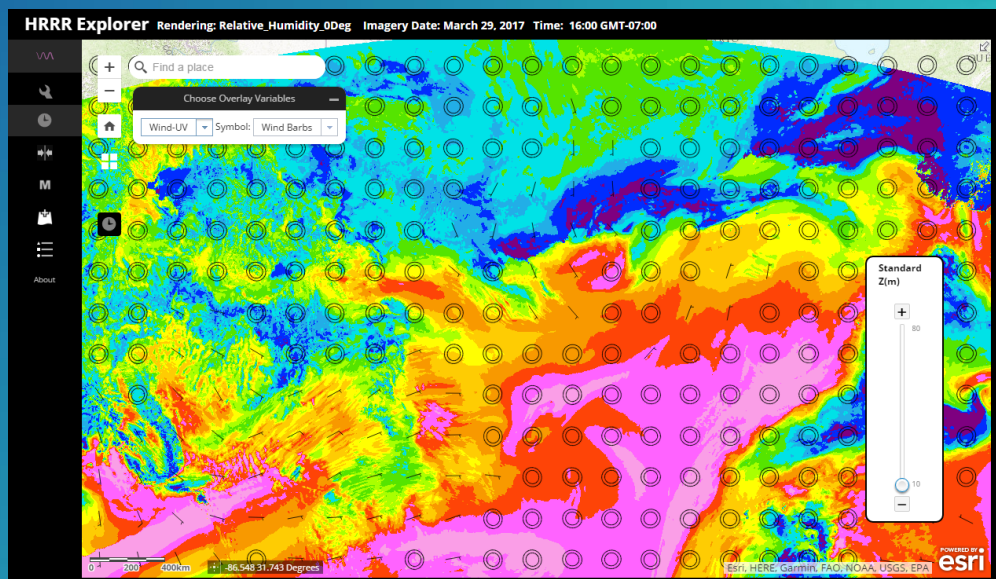 HRRR Explorer Rendering: Relative_Humidity_0Deg Imagery Date: March 29, 2017 Time: 16:00 GMT-07:00
+
Find a place
−
Choose Overlay Variables −
Wind-UV Symbol: Wind Barbs
M
About
Standard
Z(m)
+
80
10
−
0 200 400km
-86.548 31.743 Degrees
POWERED BY
esri
Esri, HERE, Garmin, FAO, NOAA, USGS, EPA